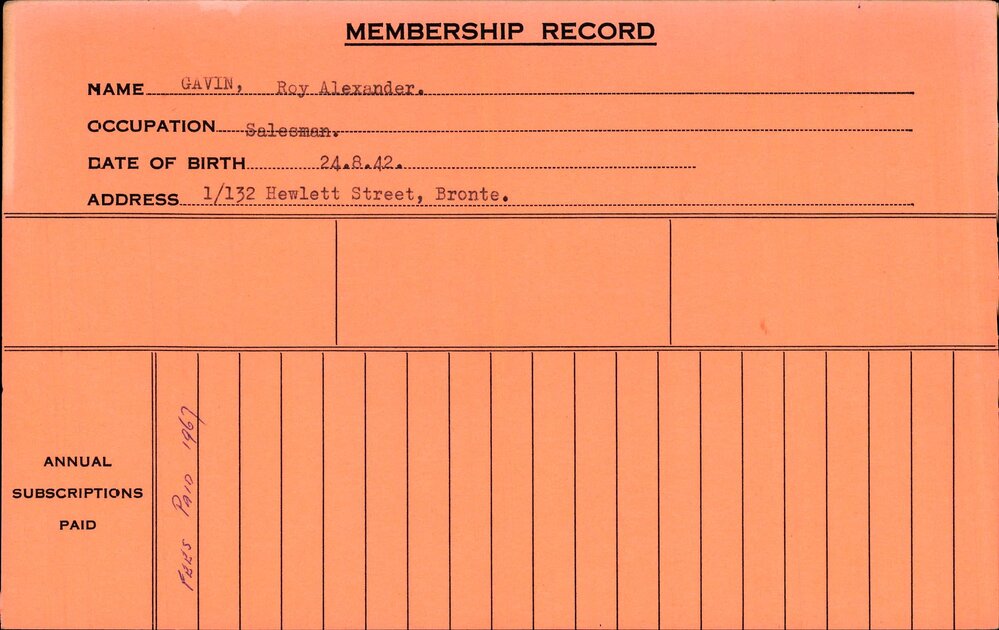 MEMBERSHIP RECORD
NAME GAVIN, Roy Alexander.
OCCUPATION Salesman.
DATE OF BIRTH 24.8.42.
ADDRESS 1/132 Hewlett Street, Bronte.
ANNUAL
SUBSCRIPTIONS
PAID
FEES PAID 1967